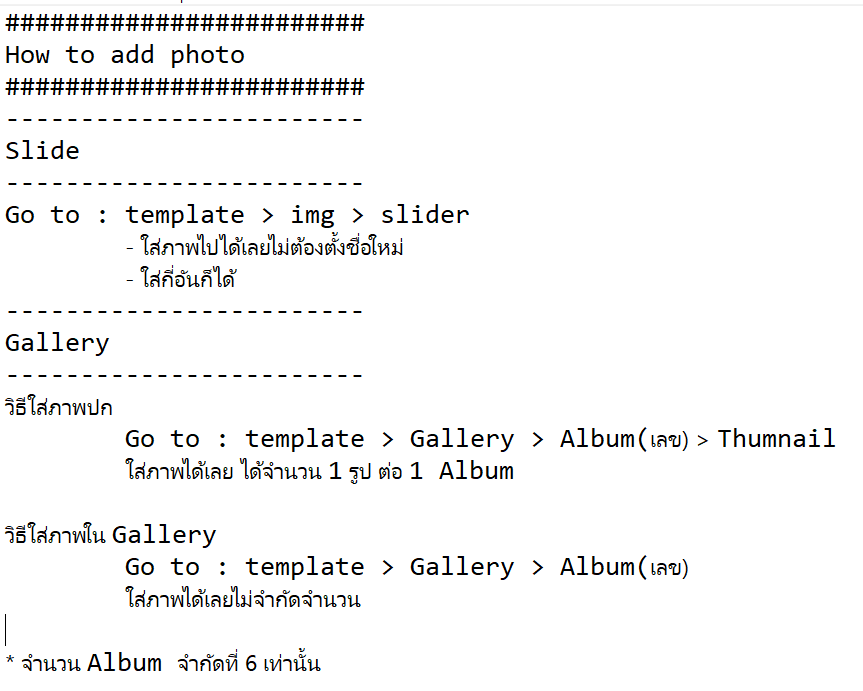 ########################
How to add photo
########################
------------------------
Slide
------------------------
Go to : template > img > slider
- ใส่ภาพไปได้เลยไม่ต้องตั้งชื่อใหม่
- ใส่กี่อันก็ได้
------------------------
Gallery
------------------------
วิธีใส่ภาพปก
Go to : template > Gallery > Album(เลข) > Thumnail
ใส่ภาพได้เลย ได้จำนวน 1 รูป ต่อ 1 Album
วิธีใส่ภาพใน Gallery
Go to : template > Gallery > Album(เลข)
ใส่ภาพได้เลยไม่จำกัดจำนวน
* จำนวน Album จำกัดที่ 6 เท่านั้น